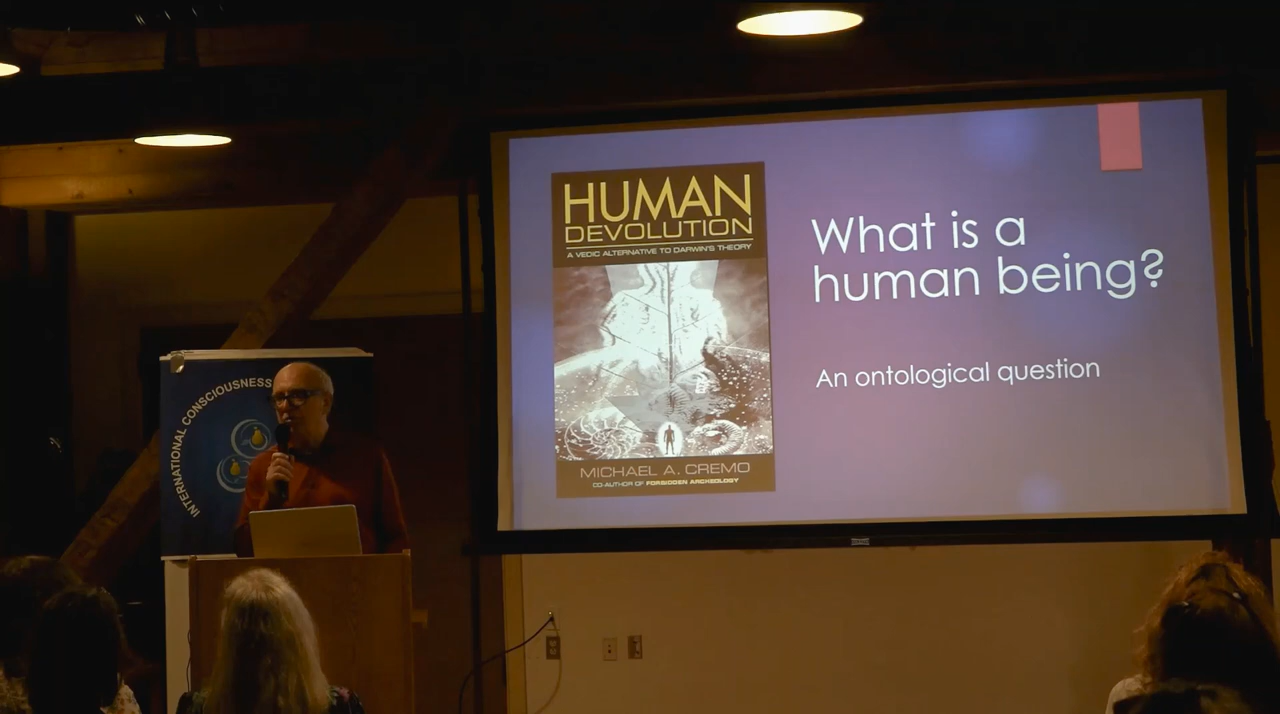 INTERNATIONAL CONSCIOUSNESS
HUMAN
DEVOLUTION
A VEDIC ALTERNATIVE TO DARWIN'S THEORY
MICHAEL A. CREMO
CO-AUTHOR OF FORBIDDEN ARCHEOLOGY
What is a
human being?
An ontological question